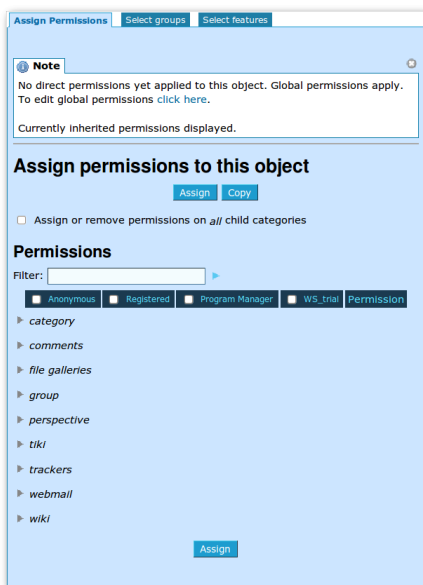 Assign Permissions Select groups Select features
Note
No direct permissions yet applied to this object. Global permissions apply.
To edit global permissions click here.
Currently inherited permissions displayed.
Assign permissions to this object
Assign Copy
Assign or remove permissions on all child categories
Permissions
Filter:
Anonymous Registered Program Manager WS_trial Permission
category
comments
file galleries
group
perspective
tiki
trackers
webmail
wiki
Assign